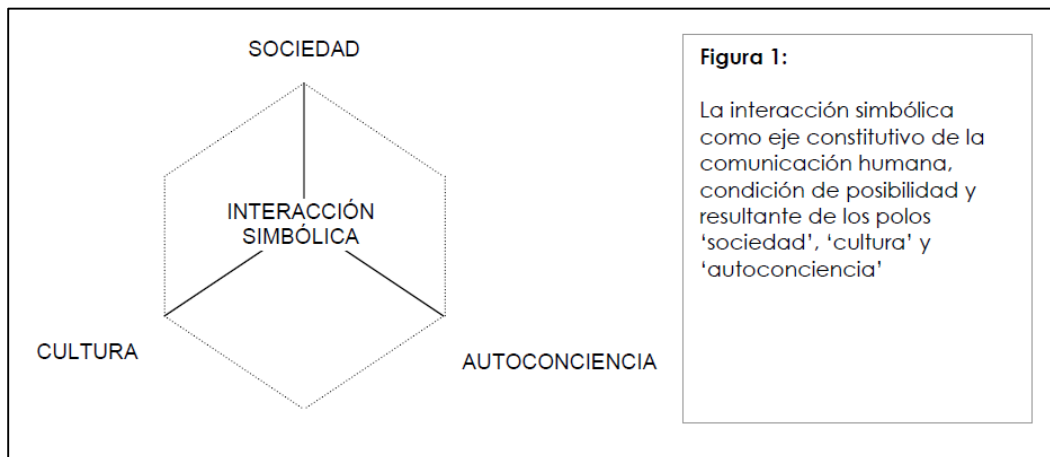 SOCIEDAD
INTERACCIÓN
SIMBÓLICA
CULTURA
AUTOCONCIENCIA
Figura 1:
La interacción simbólica
como eje constitutivo de la
comunicación humana,
condición de posibilidad y
resultante de los polos
‘sociedad’, ‘cultura’ y
‘autoconciencia’